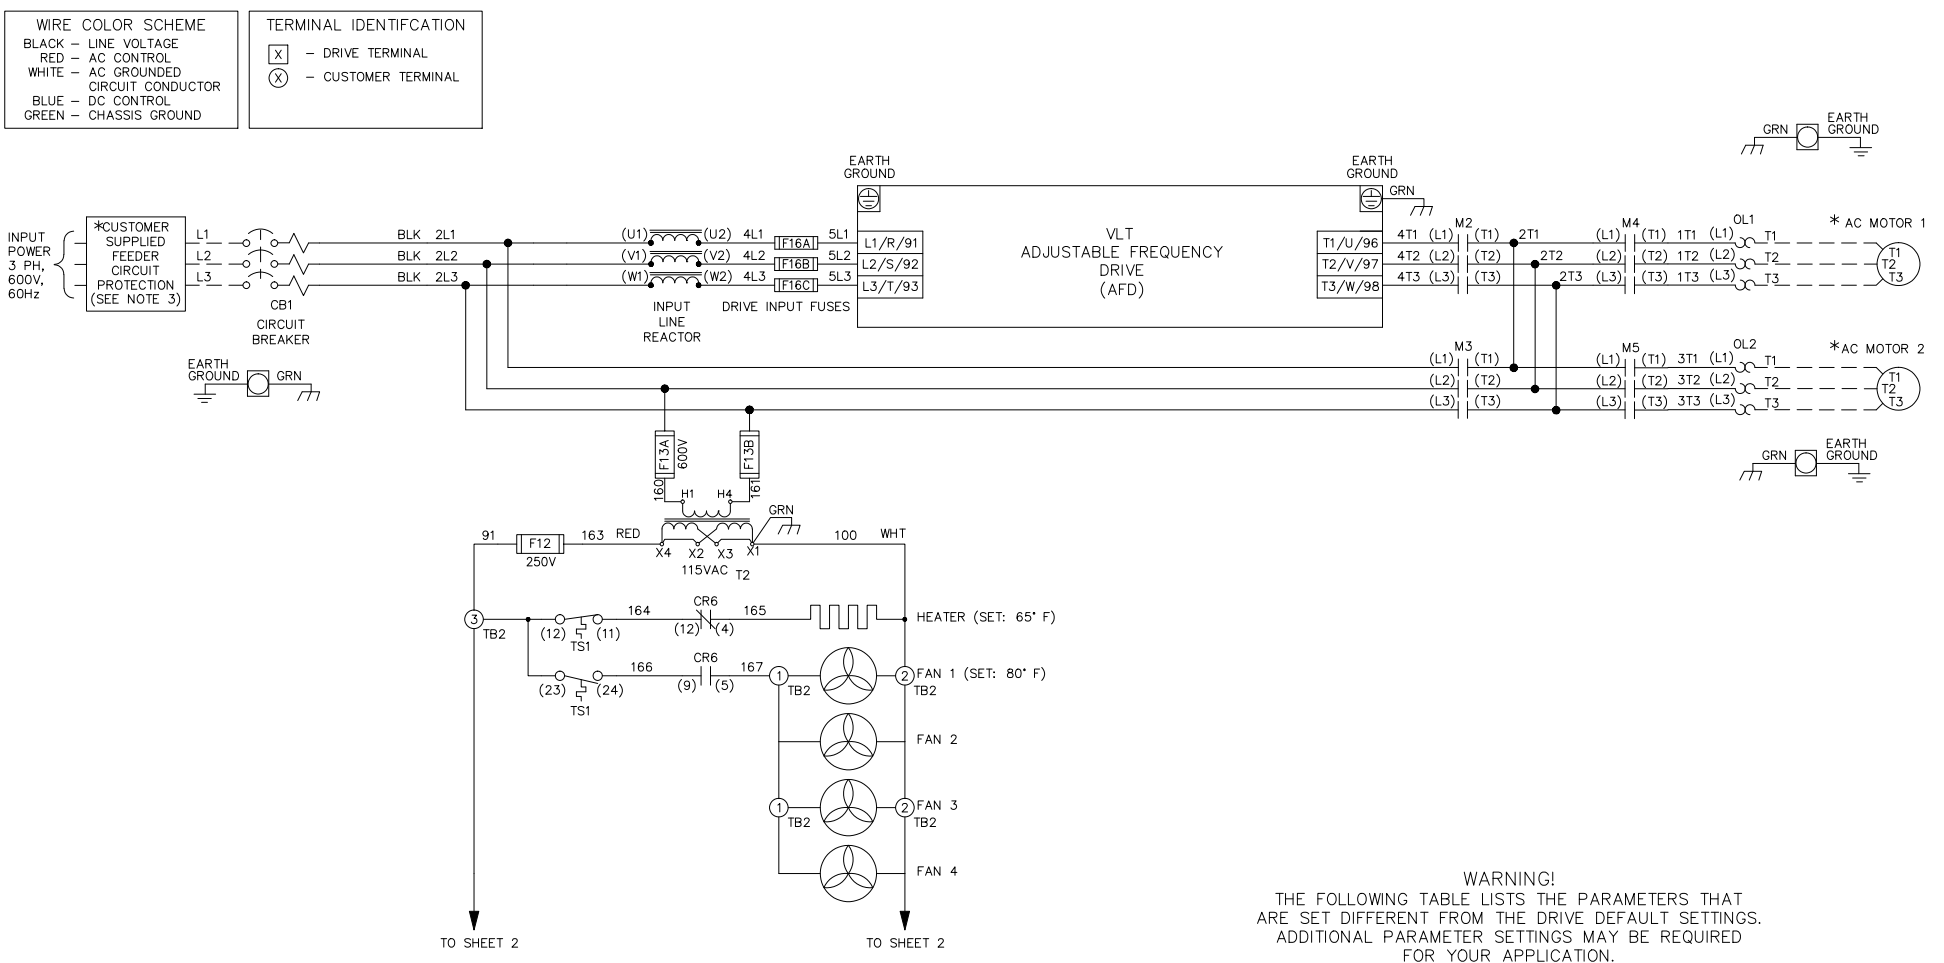 WIRE COLOR SCHEME
BLACK – LINE VOLTAGE
RED – AC CONTROL
WHITE – AC GROUNDED
CIRCUIT CONDUCTOR
BLUE – DC CONTROL
GREEN – CHASSIS GROUND
TERMINAL IDENTIFCATION
X – DRIVE TERMINAL
X – CUSTOMER TERMINAL
GRN
EARTH
GROUND
INPUT
POWER
3 PH,
600V,
60Hz
*CUSTOMER
SUPPLIED
FEEDER
CIRCUIT
PROTECTION
(SEE NOTE 3)
L1
L2
L3
CB1
CIRCUIT
BREAKER
EARTH
GROUND
GRN
BLK 2L1
BLK 2L2
BLK 2L3
(U1) (U2) 4L1 F16A 5L1
(V1) (V2) 4L2 F16B 5L2
(W1) (W2) 4L3 F16C 5L3
INPUT
LINE
REACTOR
DRIVE INPUT FUSES
EARTH
GROUND
L1/R/91
L2/S/92
L3/T/93
VLT
ADJUSTABLE FREQUENCY
DRIVE
(AFD)
EARTH
GROUND
GRN
T1/U/96
T2/V/97
T3/W/98
M2
4T1 (L1) (T1) 2T1
4T2 (L2) (T2) 2T2
4T3 (L3) (T3) 2T3
M4
(L1) (T1) 1T1 (L1) T1
(L2) (T2) 1T2 (L2) T2
(L3) (T3) 1T3 (L3) T3
OL1
* AC MOTOR 1
T1
T2
T3
M3
(L1) (T1)
(L2) (T2)
(L3) (T3)
M5
(L1) (T1) 3T1 (L1) T1
(L2) (T2) 3T2 (L2) T2
(L3) (T3) 3T3 (L3) T3
OL2
*AC MOTOR 2
T1
T2
T3
GRN
EARTH
GROUND
F13A
600V
F13B
160
161
H1 H4
GRN
91 F12 163 RED
250V
X4 X2 X3 X1
100 WHT
115VAC T2
3
TB2
(12) (11)
TS1
164
CR6
(12) (4)
165
HEATER (SET: 65° F)
(23) (24)
TS1
166
CR6
(9) (5)
167
1
TB2
2
TB2
FAN 1 (SET: 80° F)
FAN 2
1
TB2
2
TB2
FAN 3
FAN 4
TO SHEET 2
TO SHEET 2
WARNING!
THE FOLLOWING TABLE LISTS THE PARAMETERS THAT
ARE SET DIFFERENT FROM THE DRIVE DEFAULT SETTINGS.
ADDITIONAL PARAMETER SETTINGS MAY BE REQUIRED
FOR YOUR APPLICATION.